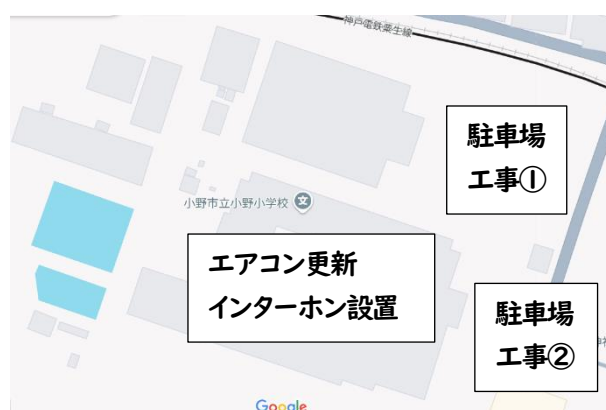 神戸電鉄粟生線
駐車場
工事①
小野市立小野小学校
エアコン更新
インターホン設置
駐車場
工事②
Google